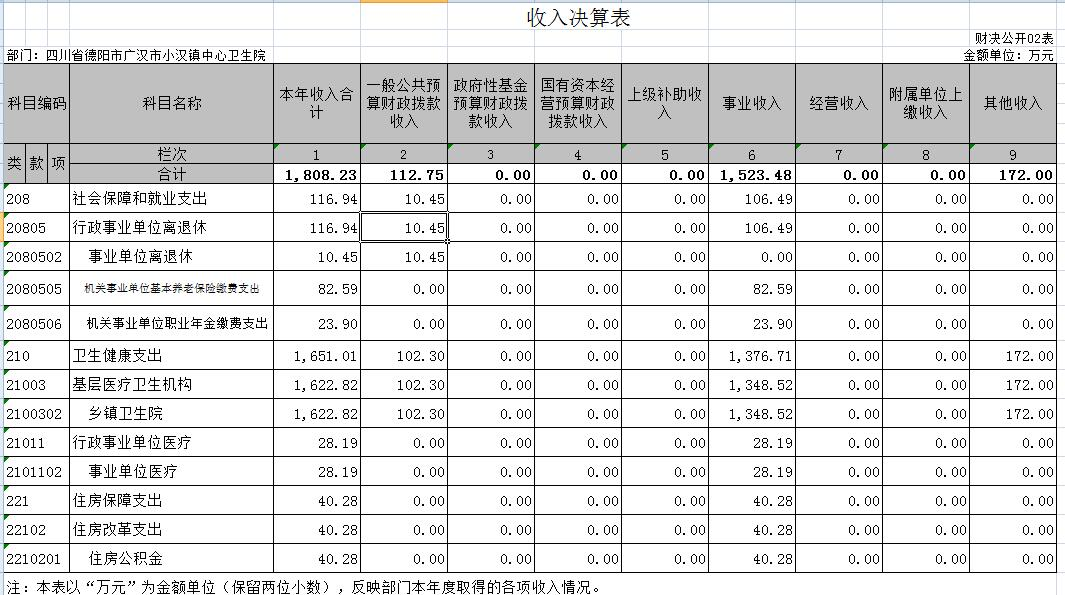 收入决算表
财决公开02表
部门：四川省德阳市广汉市小汉镇中心卫生院 金额单位：万元
科目编码 科目名称 本年收入合计 一般公共预算财政拨款收入 政府性基金预算财政拨款收入 国有资本经营预算财政拨款收入 上级补助收入 事业收入 经营收入 附属单位上缴收入 其他收入
类 款 项 栏次 1 2 3 4 5 6 7 8 9
合计 1,808.23 112.75 0.00 0.00 0.00 1,523.48 0.00 0.00 172.00
208 社会保障和就业支出 116.94 10.45 0.00 0.00 0.00 106.49 0.00 0.00 0.00
20805 行政事业单位离退休 116.94 10.45 0.00 0.00 0.00 106.49 0.00 0.00 0.00
2080502 事业单位离退休 10.45 10.45 0.00 0.00 0.00 0.00 0.00 0.00 0.00
2080505 机关事业单位基本养老保险缴费支出 82.59 0.00 0.00 0.00 0.00 82.59 0.00 0.00 0.00
2080506 机关事业单位职业年金缴费支出 23.90 0.00 0.00 0.00 0.00 23.90 0.00 0.00 0.00
210 卫生健康支出 1,651.01 102.30 0.00 0.00 0.00 1,376.71 0.00 0.00 172.00
21003 基层医疗卫生机构 1,622.82 102.30 0.00 0.00 0.00 1,348.52 0.00 0.00 172.00
2100302 乡镇卫生院 1,622.82 102.30 0.00 0.00 0.00 1,348.52 0.00 0.00 172.00
21011 行政事业单位医疗 28.19 0.00 0.00 0.00 0.00 28.19 0.00 0.00 0.00
2101102 事业单位医疗 28.19 0.00 0.00 0.00 0.00 28.19 0.00 0.00 0.00
221 住房保障支出 40.28 0.00 0.00 0.00 0.00 40.28 0.00 0.00 0.00
22102 住房改革支出 40.28 0.00 0.00 0.00 0.00 40.28 0.00 0.00 0.00
2210201 住房公积金 40.28 0.00 0.00 0.00 0.00 40.28 0.00 0.00 0.00
注：本表以“万元”为金额单位（保留两位小数），反映部门本年度取得的各项收入情况。